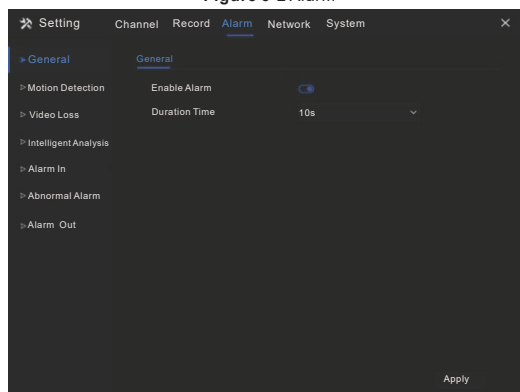 Setting Channel Record Alarm Network System
General General
Motion Detection Enable Alarm
Video Loss Duration Time 10s
Intelligent Analysis
Alarm In
Abnormal Alarm
Alarm Out
Apply